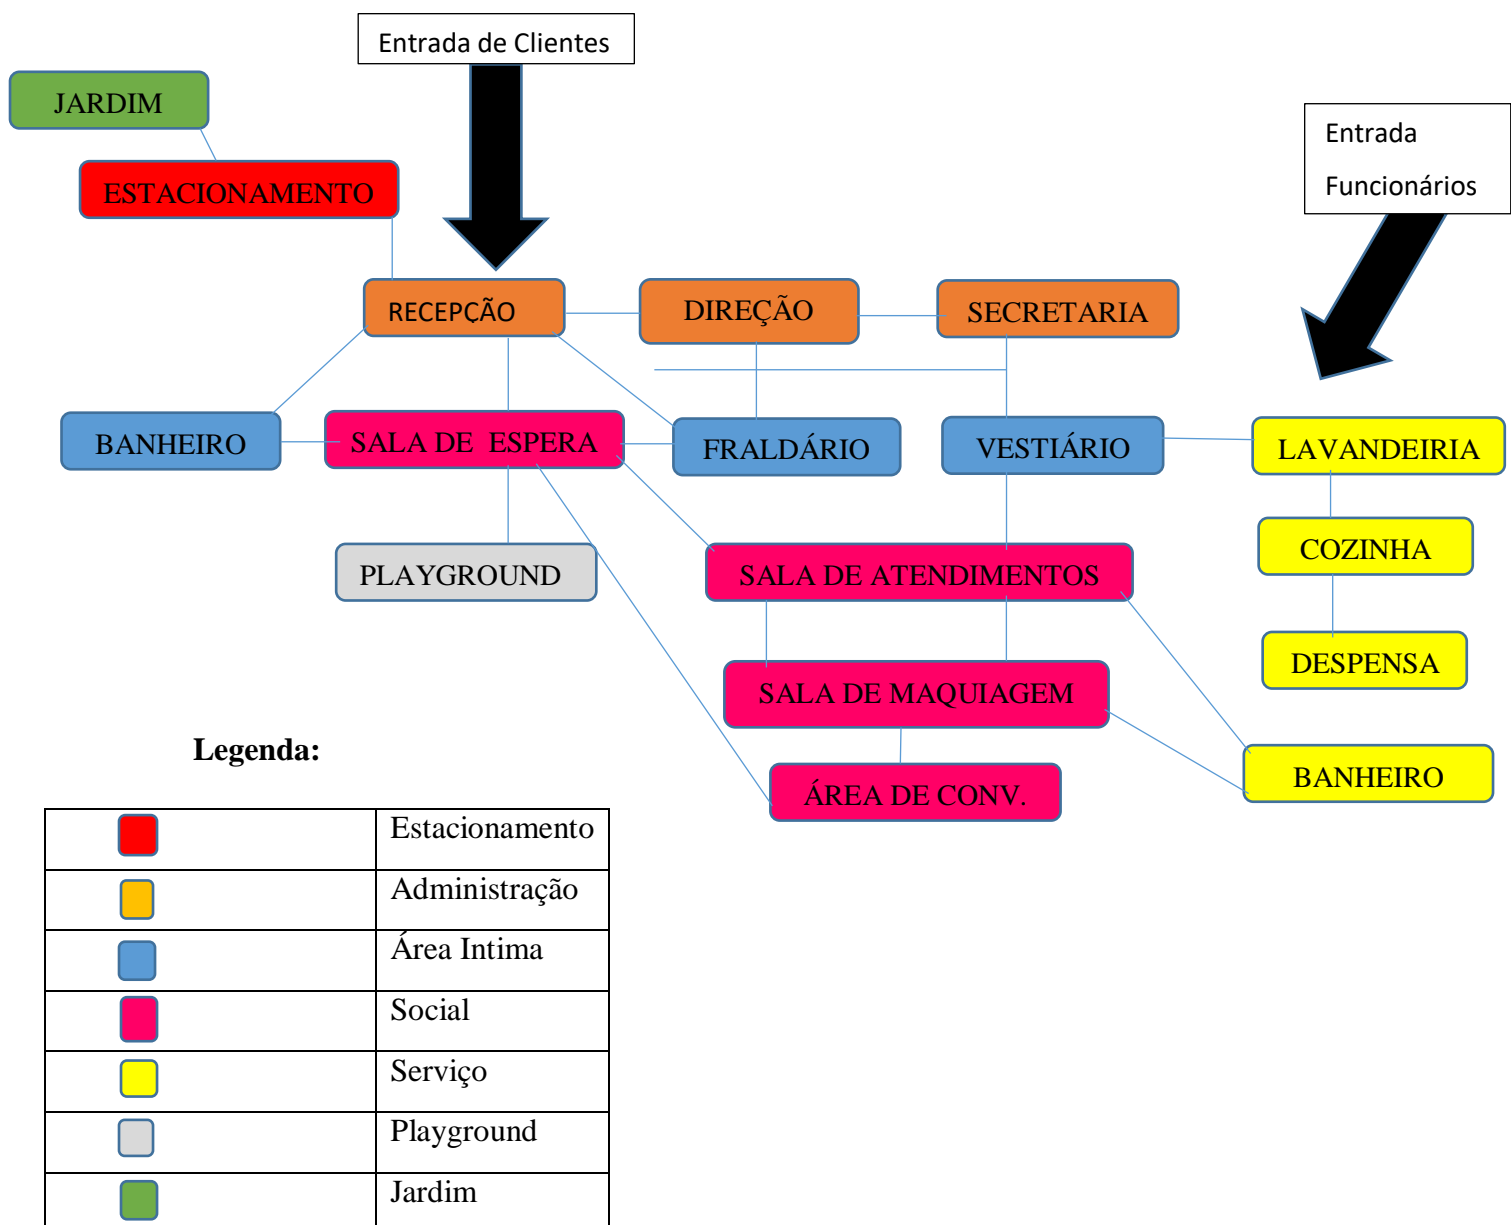 Entrada de Clientes
JARDIM
Entrada
Funcionários
ESTACIONAMENTO
RECEPÇÃO
DIREÇÃO
SECRETARIA
BANHEIRO
SALA DE  ESPERA
FRALDÁRIO
VESTIÁRIO
LAVANDEIRIA
PLAYGROUND
SALA DE ATENDIMENTOS
COZINHA
DESPENSA
SALA DE MAQUIAGEM
ÁREA DE CONV.
BANHEIRO
Legenda:
Estacionamento
Administração
Área Intima
Social
Serviço
Playground
Jardim